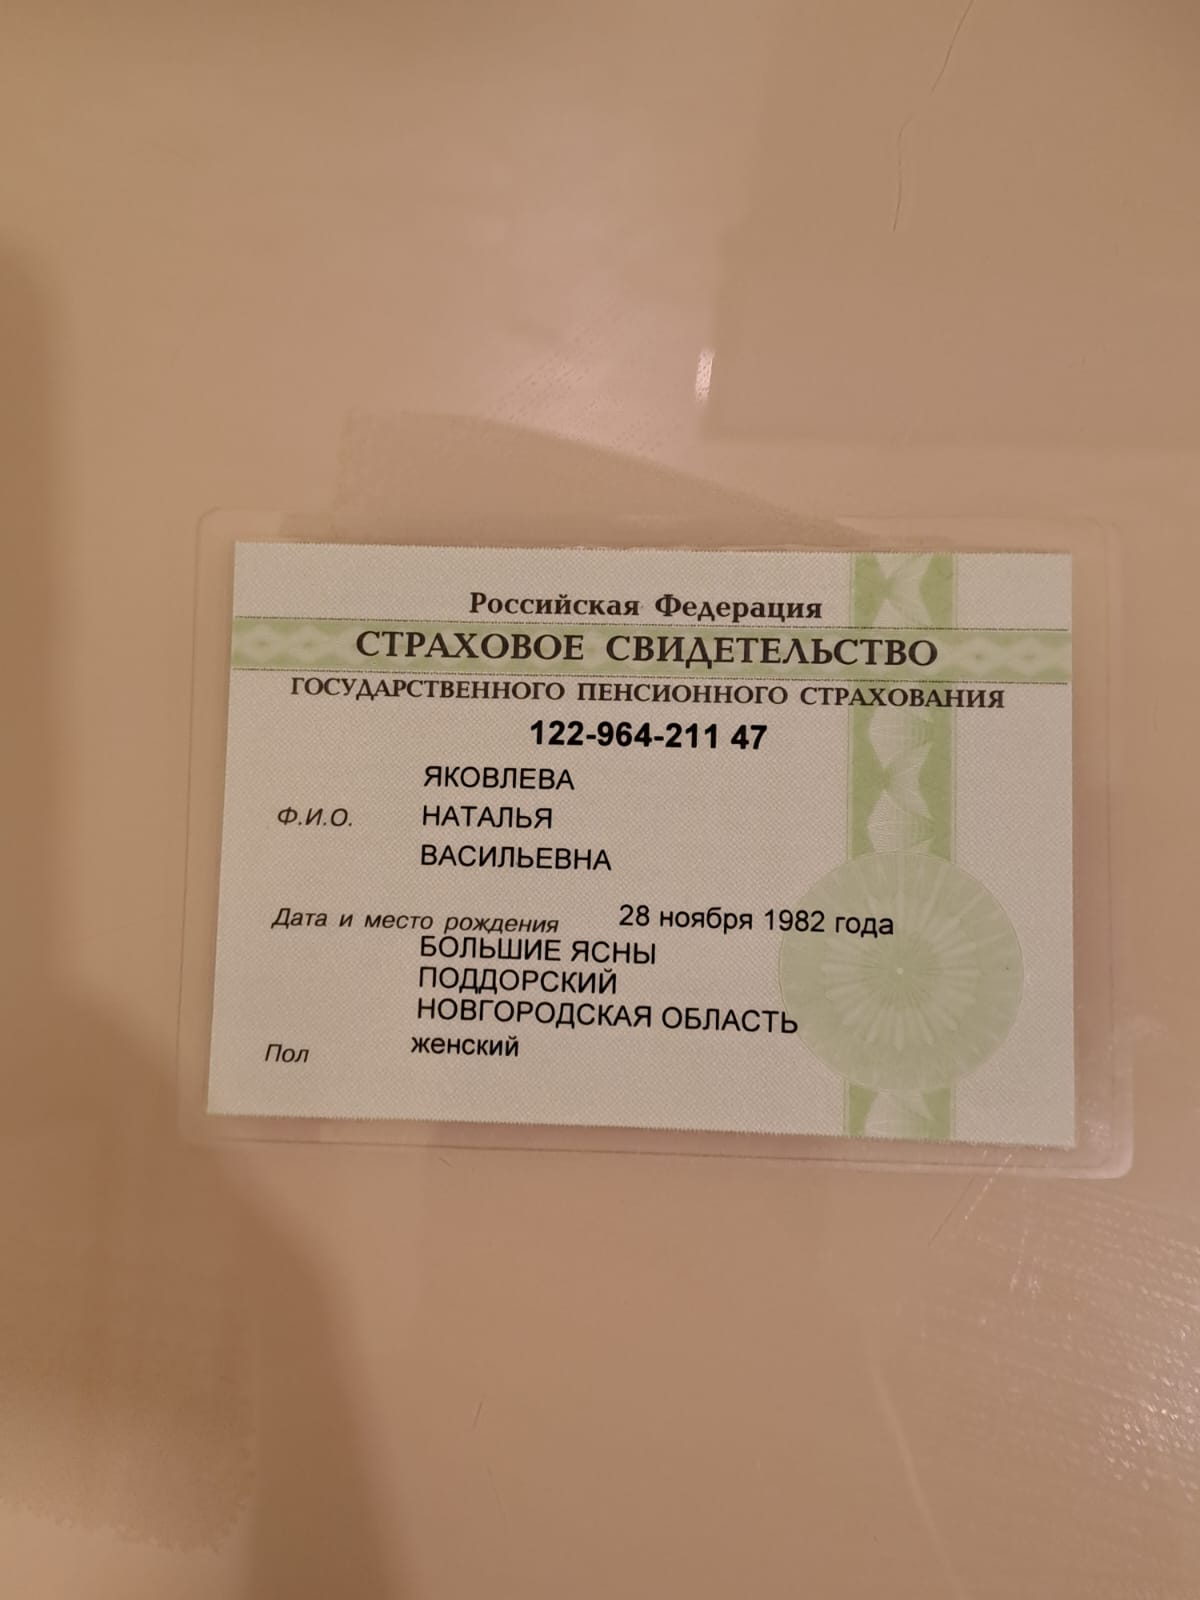 Российская Федерация
СТРАХОВОЕ СВИДЕТЕЛЬСТВО
ГОСУДАРСТВЕННОГО ПЕНСИОННОГО СТРАХОВАНИЯ
122-964-211 47
ЯКОВЛЕВА
Ф.И.О. НАТАЛЬЯ
ВАСИЛЬЕВНА
Дата и место рождения 28 ноября 1982 года
БОЛЬШИЕ ЯСНЫ
ПОДДОРСКИЙ
НОВГОРОДСКАЯ ОБЛАСТЬ
Пол женский